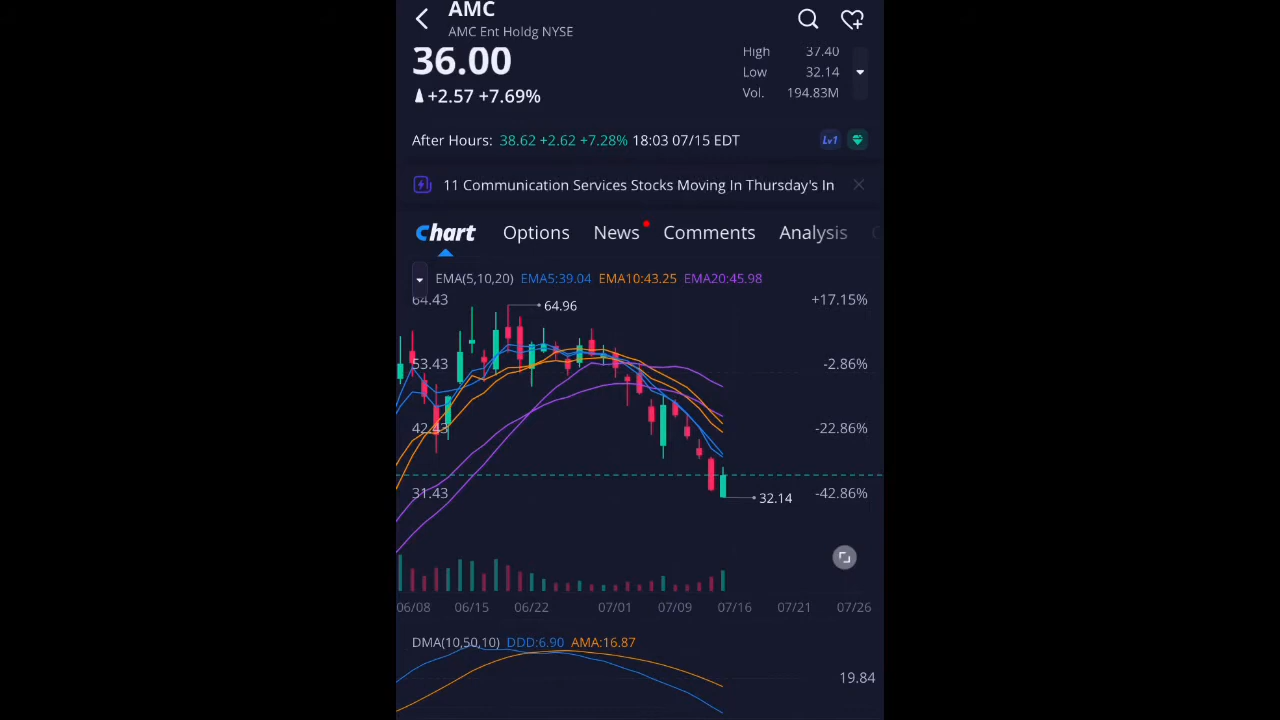 AMC
AMC Ent Holdg NYSE
36.00
High 37.40
Low 32.14
+2.57 +7.69%
Vol. 194.83M
After Hours: 38.62 +2.62 +7.28% 18:03 07/15 EDT
Lv1
11 Communication Services Stocks Moving In Thursday's In
Chart Options News Comments Analysis
EMA(5,10,20) EMA5:39.04 EMA10:43.25 EMA20:45.98
64.43 +17.15%
64.96
53.43 -2.86%
42.43 -22.86%
31.43 -42.86%
32.14
06/08 06/15 06/22 07/01 07/09 07/16 07/21 07/26
DMA(10,50,10) DDD:6.90 AMA:16.87
19.84